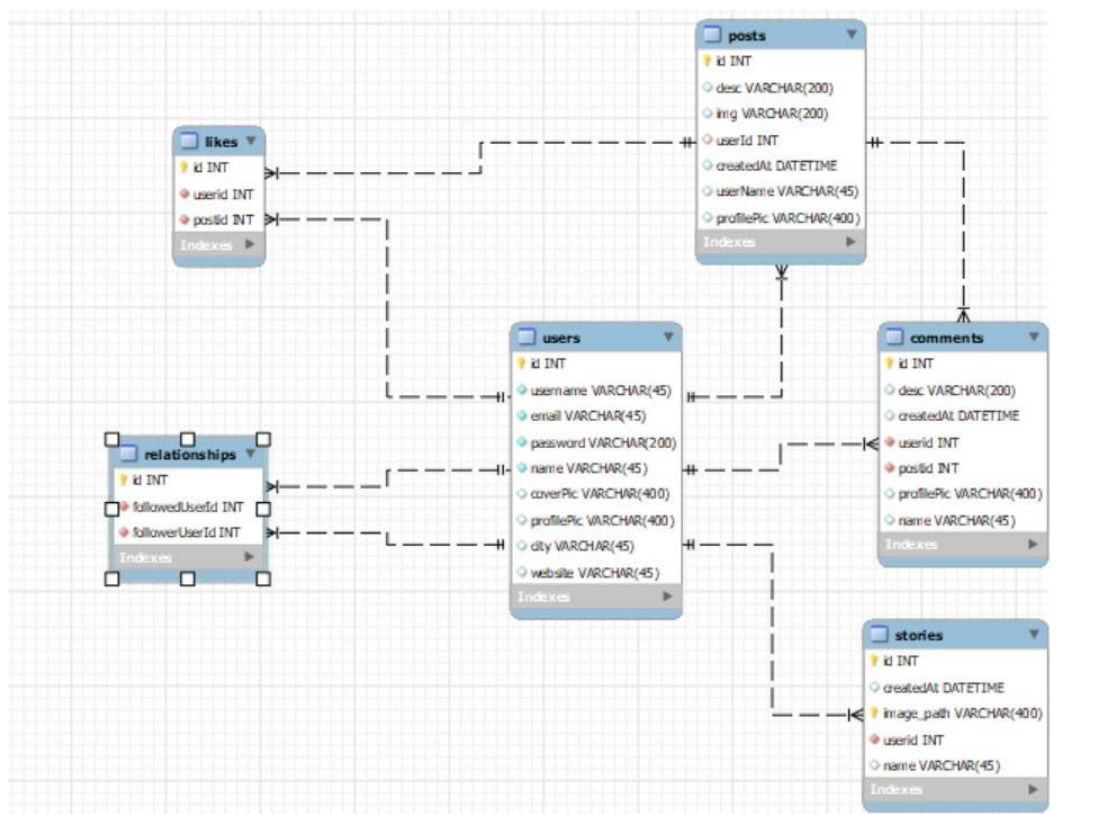 posts
id INT
desc VARCHAR(200)
img VARCHAR(200)
userId INT
createdAt DATETIME
userName VARCHAR(45)
profilePic VARCHAR(400)
Indexes
likes
id INT
userid INT
postid INT
Indexes
users
id INT
username VARCHAR(45)
email VARCHAR(45)
password VARCHAR(200)
name VARCHAR(45)
coverPic VARCHAR(400)
profilePic VARCHAR(400)
city VARCHAR(45)
website VARCHAR(45)
Indexes
comments
id INT
desc VARCHAR(200)
createdAt DATETIME
userid INT
postid INT
profilePic VARCHAR(400)
name VARCHAR(45)
Indexes
relationships
id INT
followedUserId INT
followerUserId INT
Indexes
stories
id INT
createdAt DATETIME
image_path VARCHAR(400)
userid INT
name VARCHAR(45)
Indexes